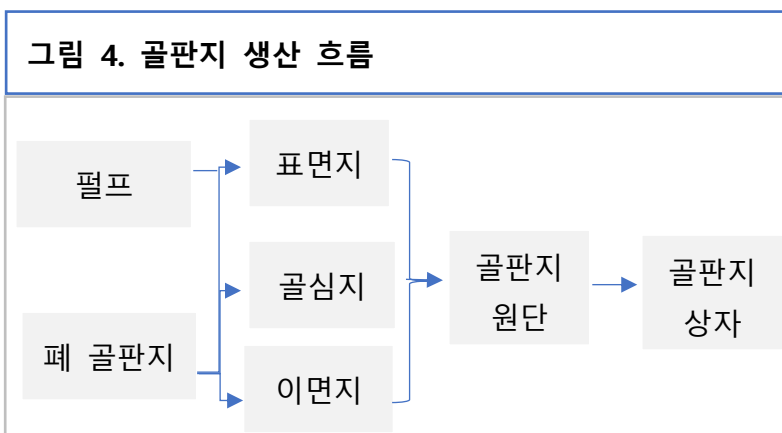 그림 4. 골판지 생산 흐름
펄프
폐 골판지
표면지
골심지
이면지
골판지
원단
골판지
상자